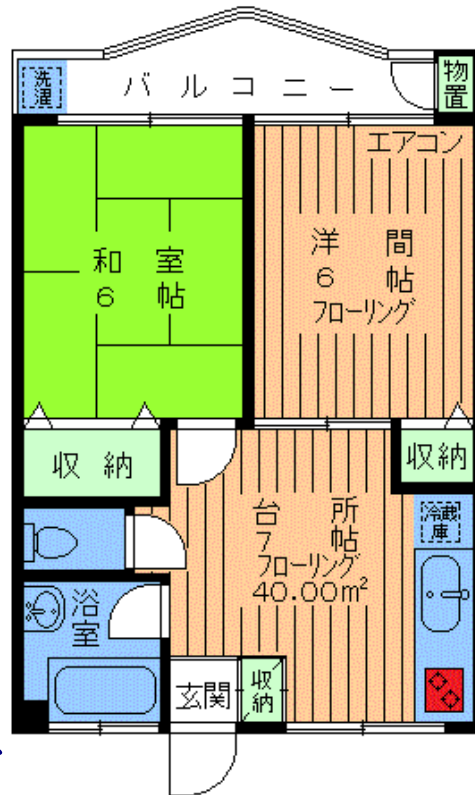 洗濯
バルコニー
物置
エアコン
和室
6帖
洋間
6帖
フローリング
収納
収納
台所
7帖
フローリング
40.00m²
冷蔵庫
浴室
玄関
収納